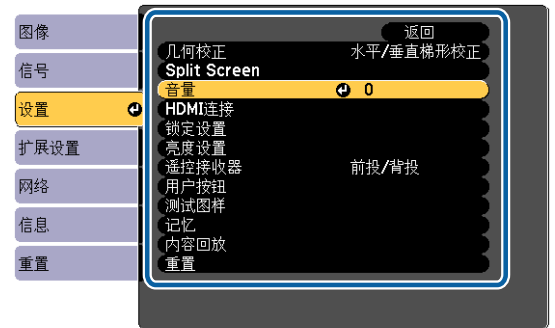 图像
信号
设置
扩展设置
网络
信息
重置
返回
几何校正 水平/垂直梯形校正
Split Screen
音量 0
HDMI连接
锁定设置
亮度设置
遥控接收器 前投/背投
用户按钮
测试图样
记忆
内容回放
重置